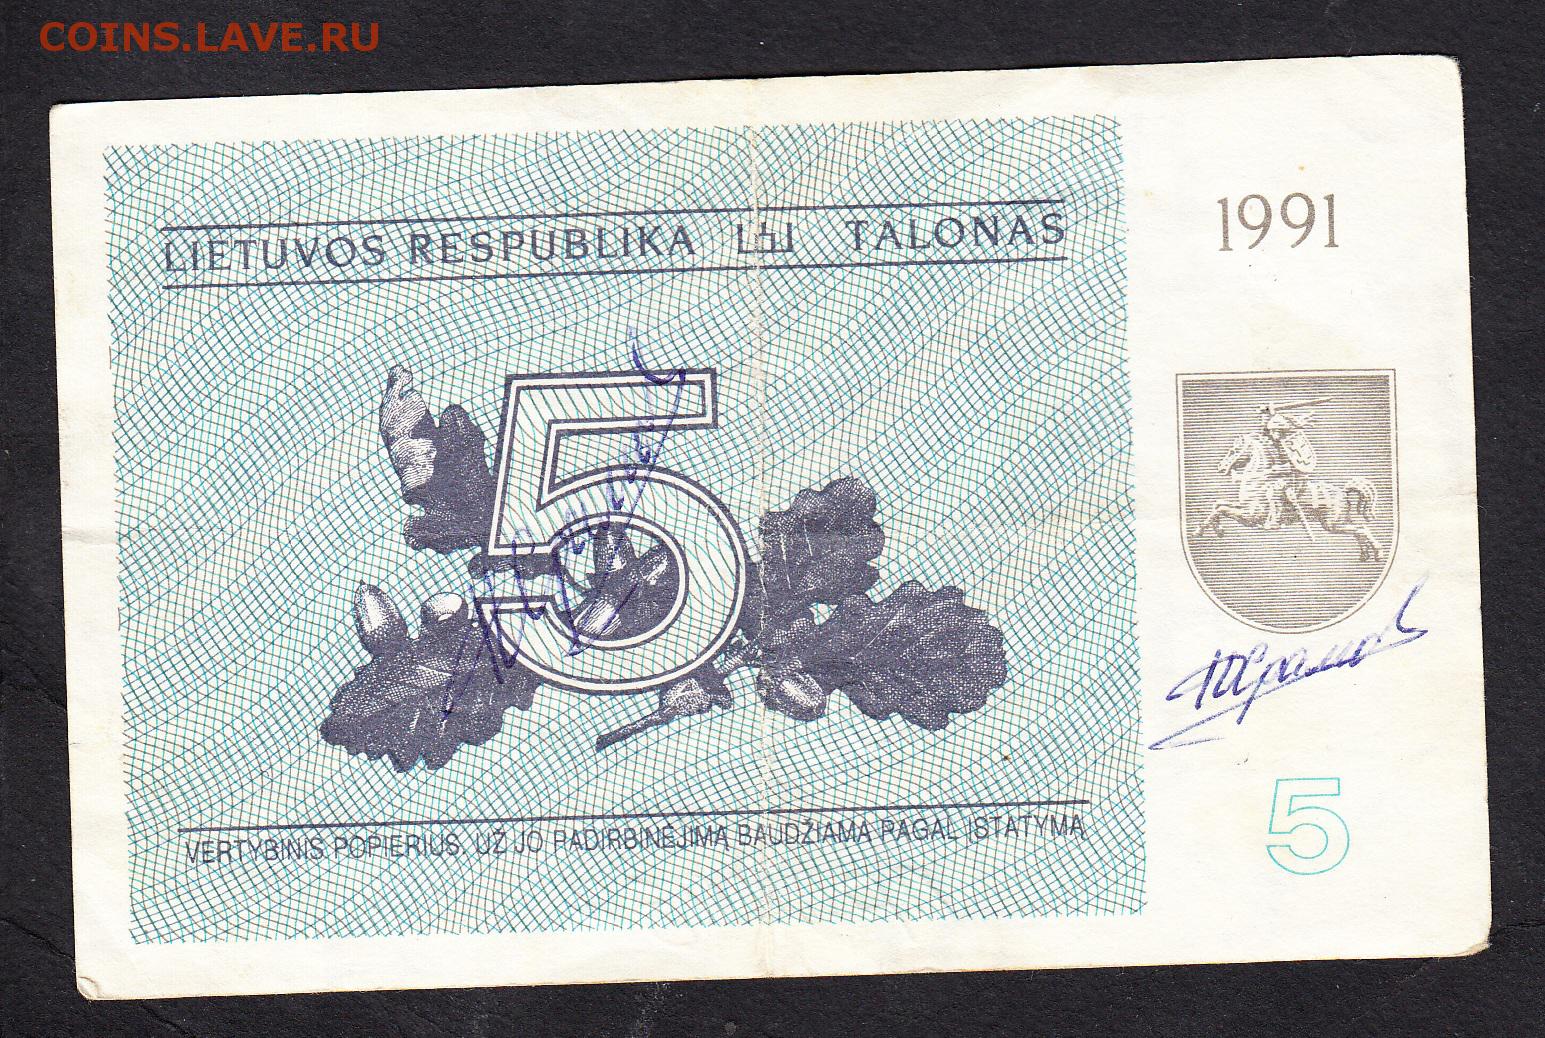 COINS.LAVE.RU
LIETUVOS RESPUBLIKA TALONAS
1991
5
VERTYBINIS POPIERIUS. UŽ JO PADIRBINĖJIMĄ BAUDŽIAMA PAGAL ĮSTATYMĄ
5